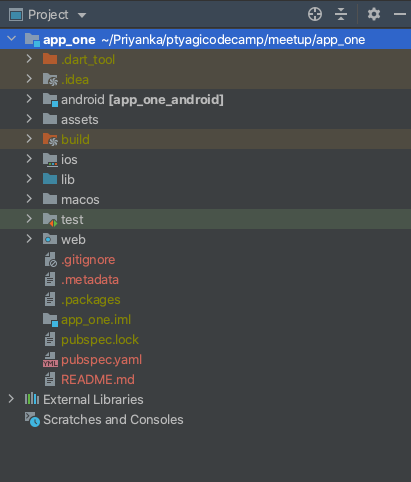 Project
app_one ~/Priyanka/ptyagicodecamp/meetup/app_one
.dart_tool
.idea
android [app_one_android]
assets
build
ios
lib
macos
test
web
.gitignore
.metadata
.packages
app_one.iml
pubspec.lock
pubspec.yaml
README.md
External Libraries
Scratches and Consoles